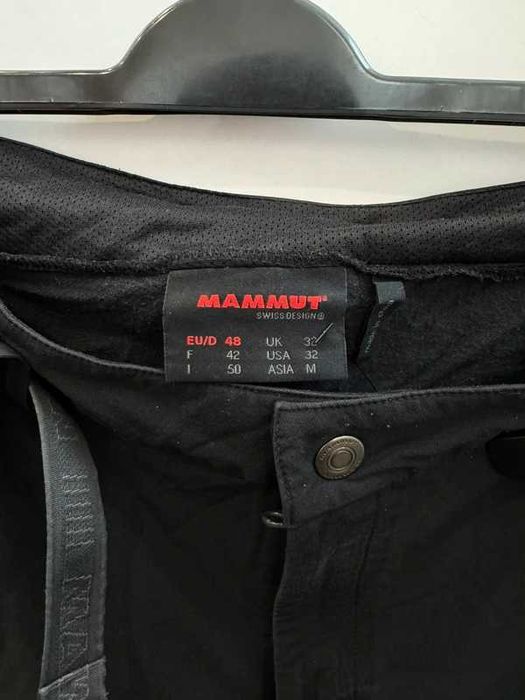 MAMMUT
SWISS DESIGN
EU/D 48 UK 32
F 42 USA 32
I 50 ASIA M